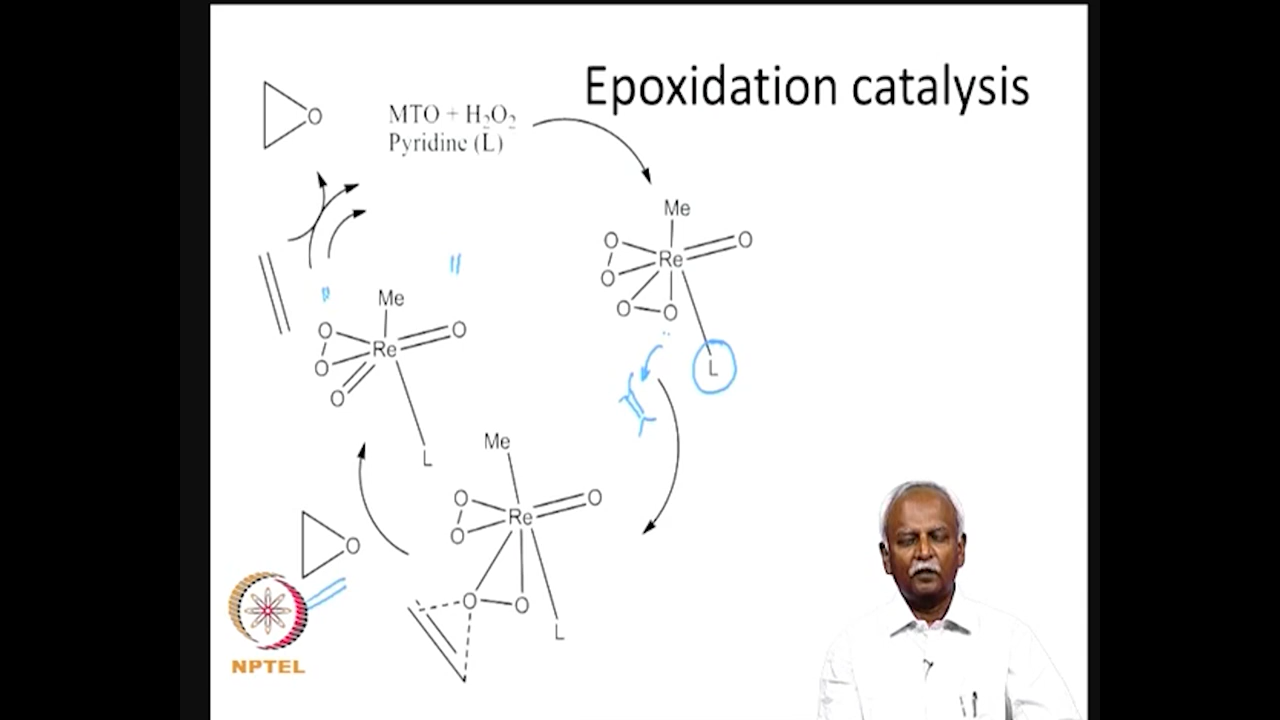 Epoxidation catalysis
O
MTO + H₂O₂
Pyridine (L)
Me
O
O
Re
O
O
O
L
Me
O
O
Re
O
O
L
Me
O
O
Re
O
O
O
L
O
NPTEL